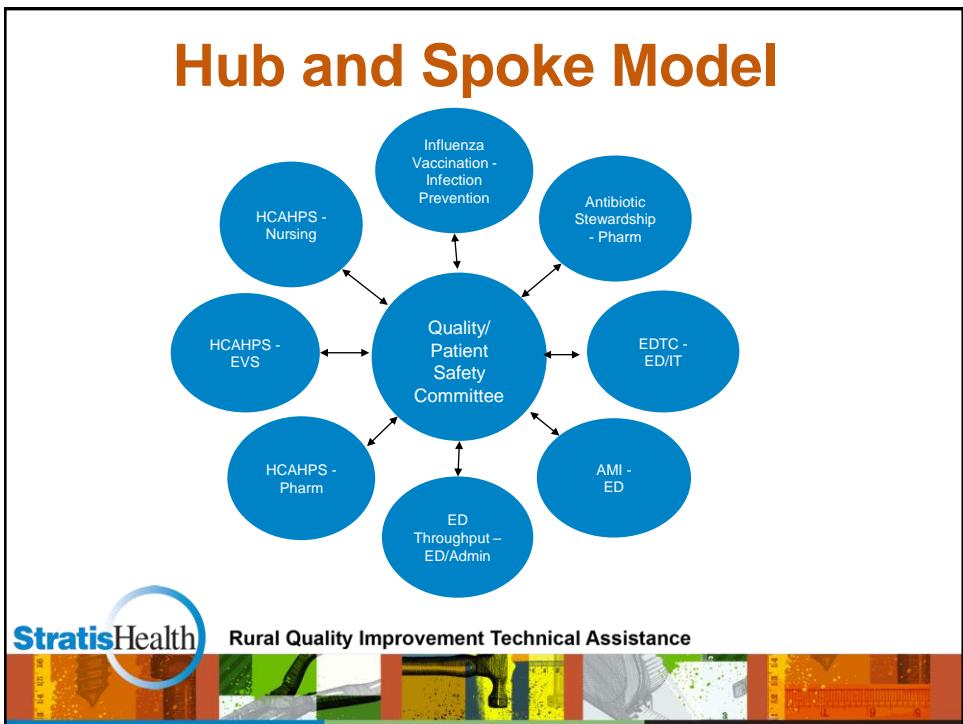 Hub and Spoke Model
Influenza
Vaccination -
Infection
Prevention
Antibiotic
Stewardship
- Pharm
HCAHPS -
Nursing
Quality/
Patient
Safety
Committee
HCAHPS -
EVS
EDTC -
ED/IT
HCAHPS -
Pharm
AMI -
ED
ED
Throughput –
ED/Admin
StratisHealth
Rural Quality Improvement Technical Assistance